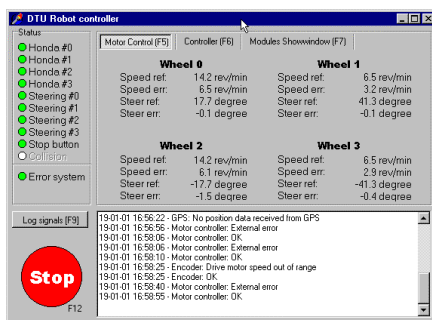 DTU Robot controller
Status
Honda #0
Honda #1
Honda #2
Honda #3
Steering #0
Steering #1
Steering #2
Steering #3
Stop button
Collision
Error system
Motor Control (F5)
Controller (F6)
Modules Showwindow (F7)
Wheel 0
Speed ref: 14.2 rev/min
Speed err: 6.5 rev/min
Steer ref: 17.7 degree
Steer err: -0.1 degree
Wheel 1
Speed ref: 6.5 rev/min
Speed err: 3.2 rev/min
Steer ref: 41.3 degree
Steer err: -0.1 degree
Wheel 2
Speed ref: 14.2 rev/min
Speed err: 6.1 rev/min
Steer ref: -17.7 degree
Steer err: -1.5 degree
Wheel 3
Speed ref: 6.5 rev/min
Speed err: 2.9 rev/min
Steer ref: -41.3 degree
Steer err: -0.4 degree
Log signals [F9]
Stop
F12
19-01-01 16:56:22 - GPS: No position data received from GPS
19-01-01 16:56:56 - Motor controller: External error
19-01-01 16:58:06 - Motor controller: OK
19-01-01 16:58:06 - Motor controller: External error
19-01-01 16:58:10 - Motor controller: OK
19-01-01 16:58:25 - Encoder: Drive motor speed out of range
19-01-01 16:58:25 - Encoder: OK
19-01-01 16:58:40 - Motor controller: External error
19-01-01 16:58:55 - Motor controller: OK